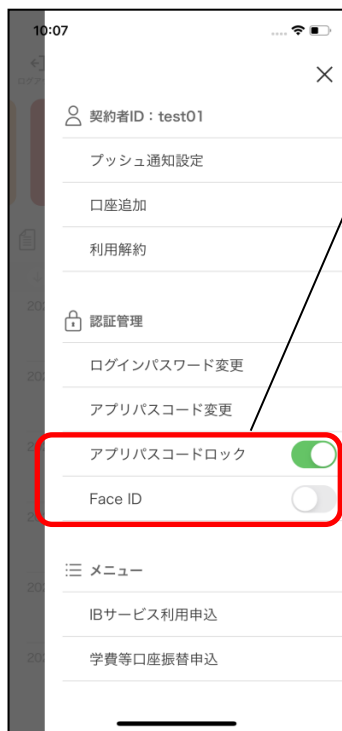 10:07
契約者ID：test01
プッシュ通知設定
口座追加
利用解約
認証管理
ログインパスワード変更
アプリパスコード変更
アプリパスコードロック
Face ID
メニュー
IBサービス利用申込
学費等口座振替申込